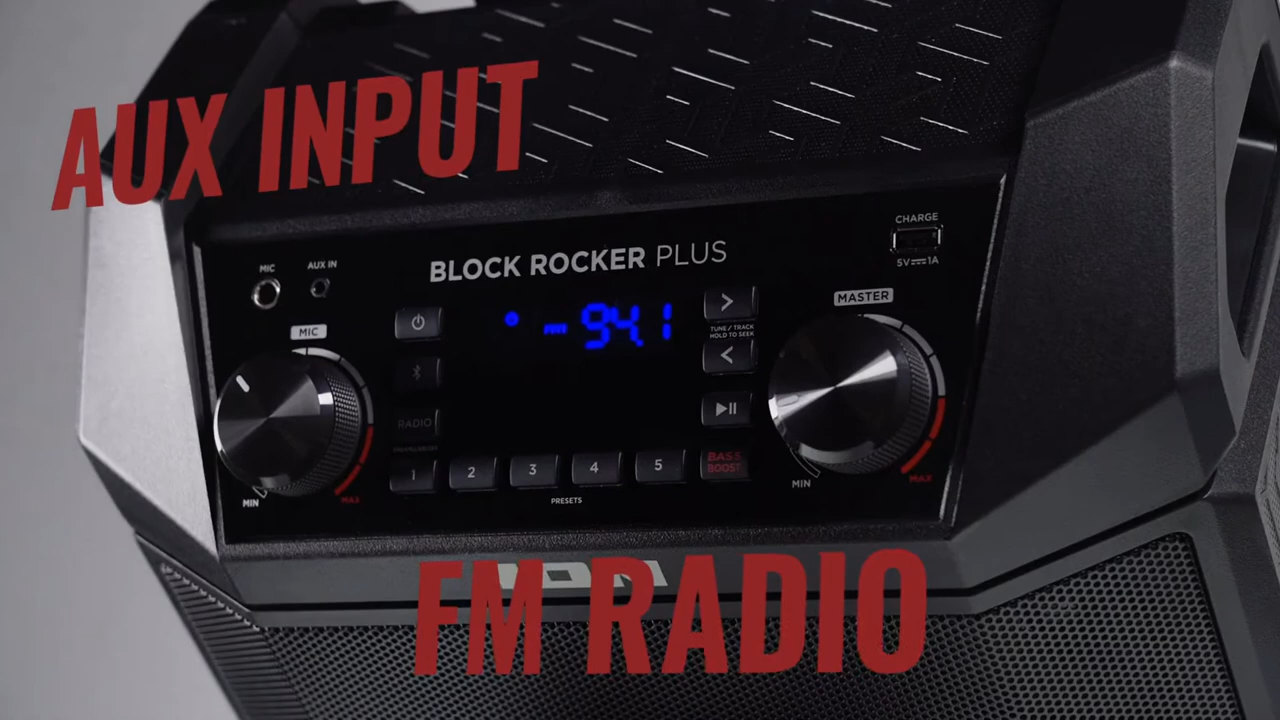 AUX INPUT
CHARGE
5V 1A
BLOCK ROCKER PLUS
MIC
AUX IN
MIC
MASTER
94.1
TUNE / TRACK
HOLD TO SEEK
RADIO
1
2
3
4
5
BASS
BOOST
PRESETS
MIN
MAX
MIN
MAX
ION
FM RADIO